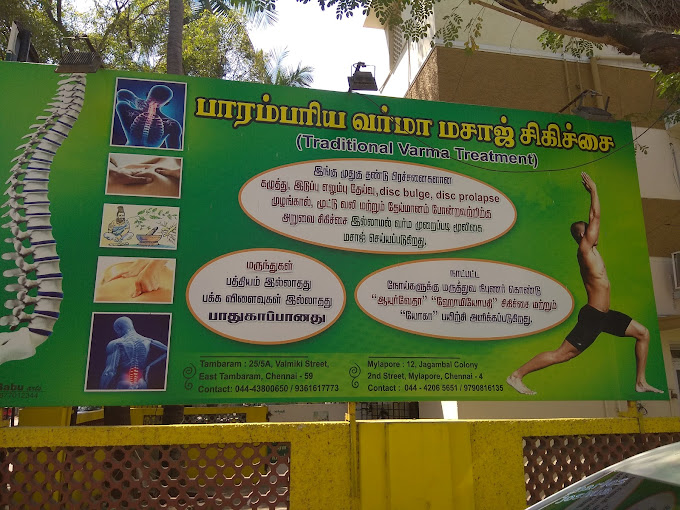 பாரம்பரிய வர்மா மசாஜ் சிகிச்சை
(Traditional Varma Treatment)
இங்கு முதுகு தண்டு பிரச்சனைகளான
கழுத்து, இடுப்பு எலும்பு தேய்வு, disc bulge, disc prolapse
முழங்கால், மூட்டு வலி மற்றும் தேய்மானம் போன்றவற்றிற்கு
அறுவை சிகிச்சை இல்லாமல் வர்ம முறைப்படி மூலிகை
மசாஜ் செய்யப்படுகிறது.
மருந்துகள்
பத்தியம் இல்லாதது
பக்க விளைவுகள் இல்லாதது
பாதுகாப்பானது
நாட்பட்ட
நோய்களுக்கு மருத்துவ நிபுணர் கொண்டு
"ஆயுர்வேதா" "ஹோமியோபதி" சிகிச்சை மற்றும்
"யோகா" பயிற்சி அளிக்கப்படுகிறது.
Tambaram : 25/5A, Valmiki Street,
East Tambaram, Chennai - 59
Contact: 044-43800650 / 9361617773
Mylapore : 12, Jagambal Colony
2nd Street, Mylapore, Chennai - 4
Contact : 044 - 4206 5651 / 9790816135